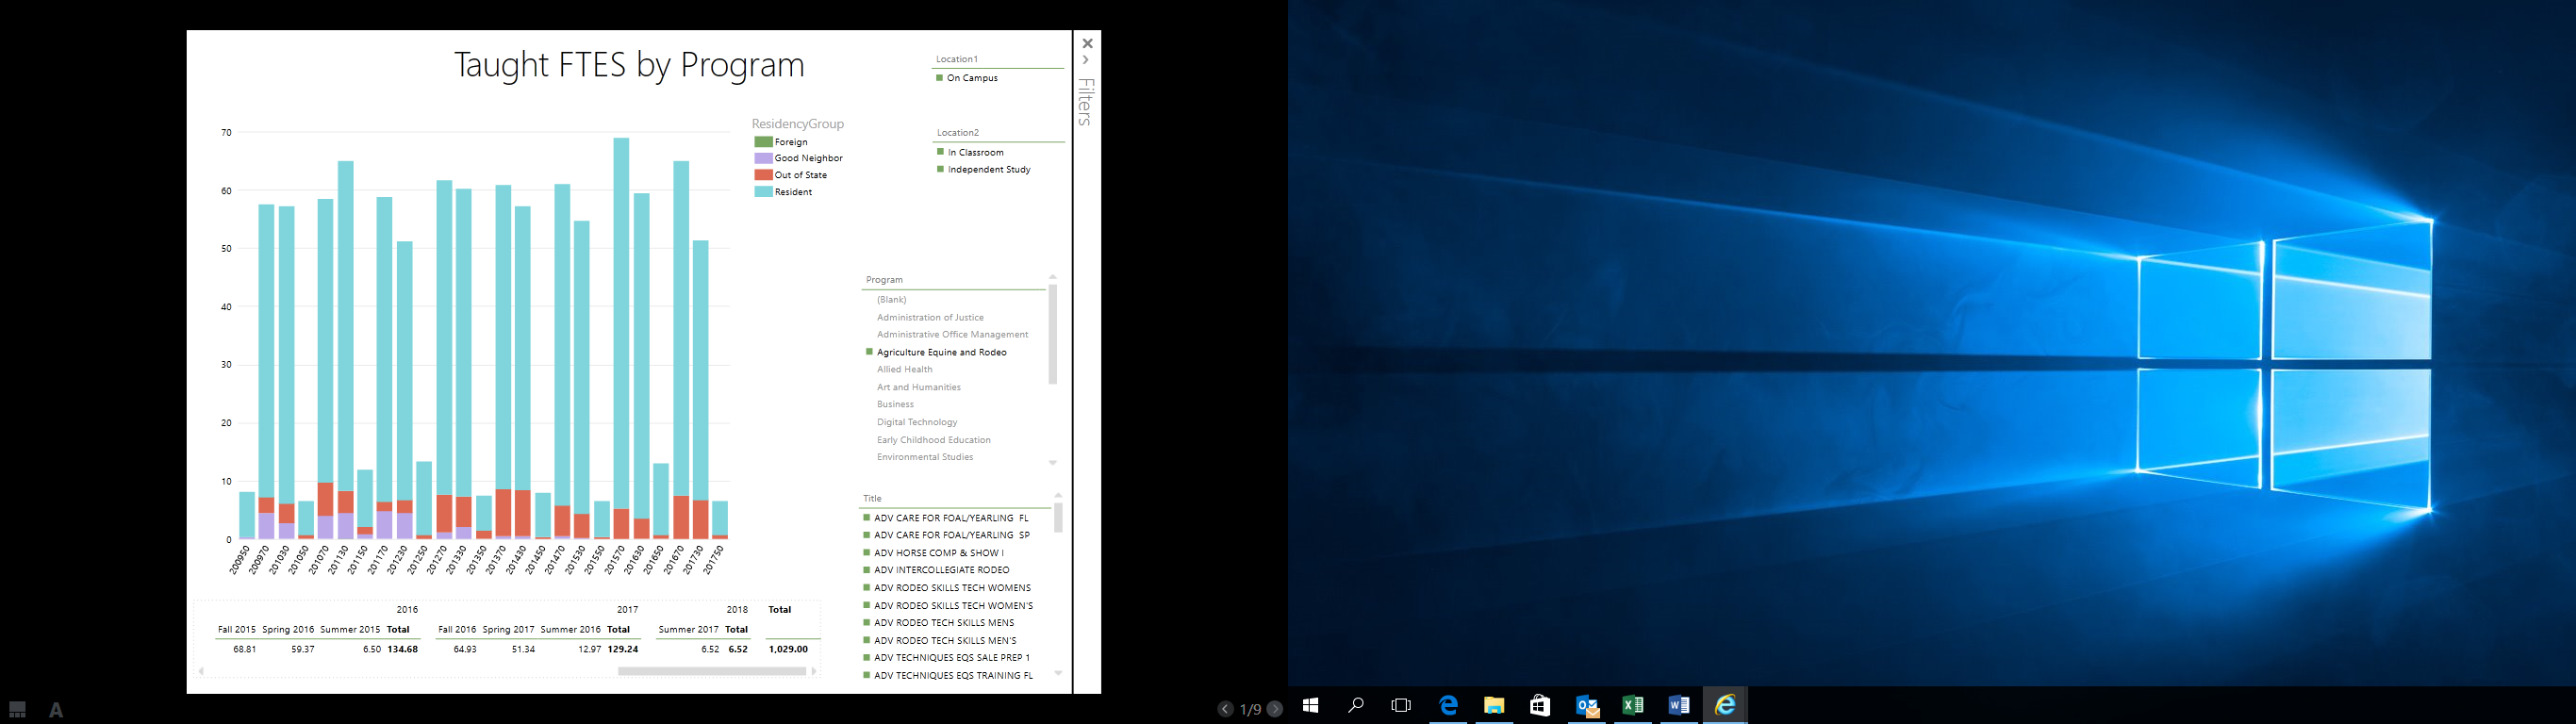 Taught FTES by Program
70
60
50
40
30
20
10
0
200950
200970
201030
201050
201070
201130
201150
201170
201230
201250
201270
201330
201350
201370
201430
201450
201470
201530
201550
201570
201630
201650
201670
201730
201750
ResidencyGroup
Foreign
Good Neighbor
Out of State
Resident
Location1
On Campus
Location2
In Classroom
Independent Study
Filters
Program
(Blank)
Administration of Justice
Administrative Office Management
Agriculture Equine and Rodeo
Allied Health
Art and Humanities
Business
Digital Technology
Early Childhood Education
Environmental Studies
Title
ADV CARE FOR FOAL/YEARLING FL
ADV CARE FOR FOAL/YEARLING SP
ADV HORSE COMP & SHOW I
ADV INTERCOLLEGIATE RODEO
ADV RODEO SKILLS TECH WOMENS
ADV RODEO SKILLS TECH WOMEN'S
ADV RODEO TECH SKILLS MENS
ADV RODEO TECH SKILLS MEN'S
ADV TECHNIQUES EQS SALE PREP 1
ADV TECHNIQUES EQS TRAINING FL
2016 2017 2018 Total
Fall 2015 Spring 2016 Summer 2015 Total Fall 2016 Spring 2017 Summer 2016 Total Summer 2017 Total
68.81 59.37 6.50 134.68 64.93 51.34 12.97 129.24 6.52 6.52 1,029.00
A
1/9